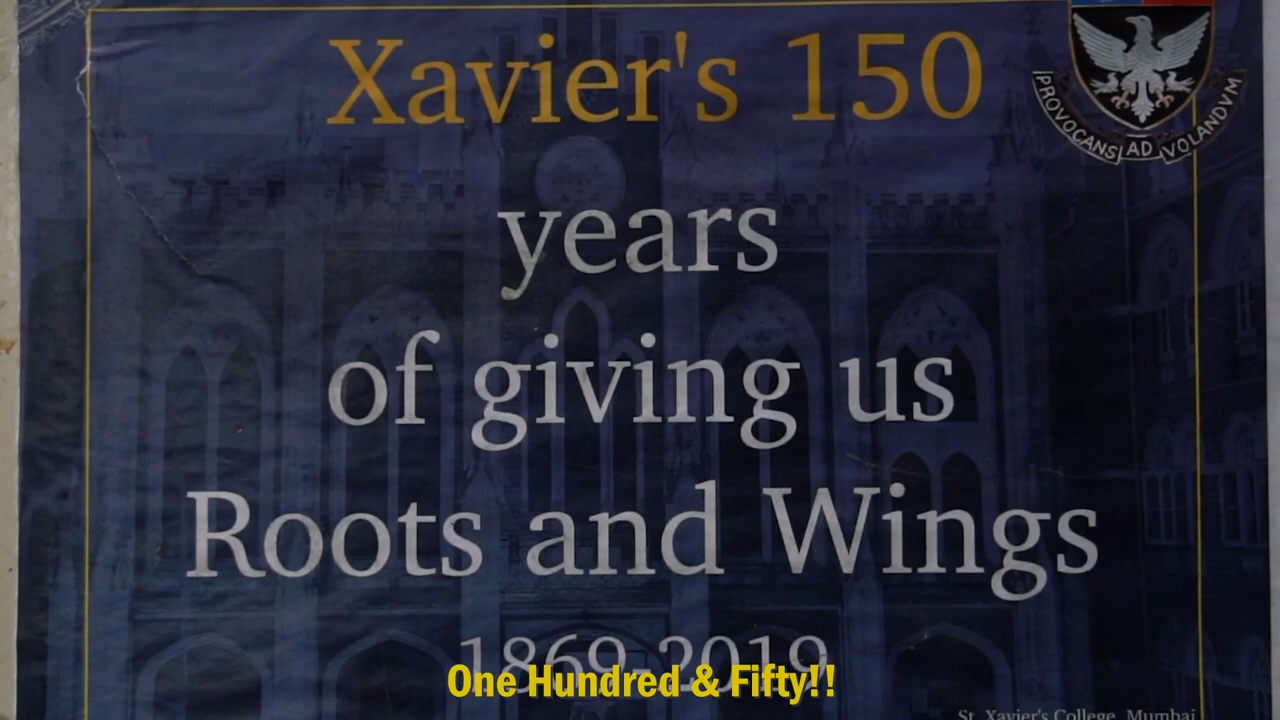 Xavier's 150
PROVOCANS AD VOLANDVM
years
of giving us
Roots and Wings
1869-2019
One Hundred & Fifty!!
St. Xavier's College, Mumbai